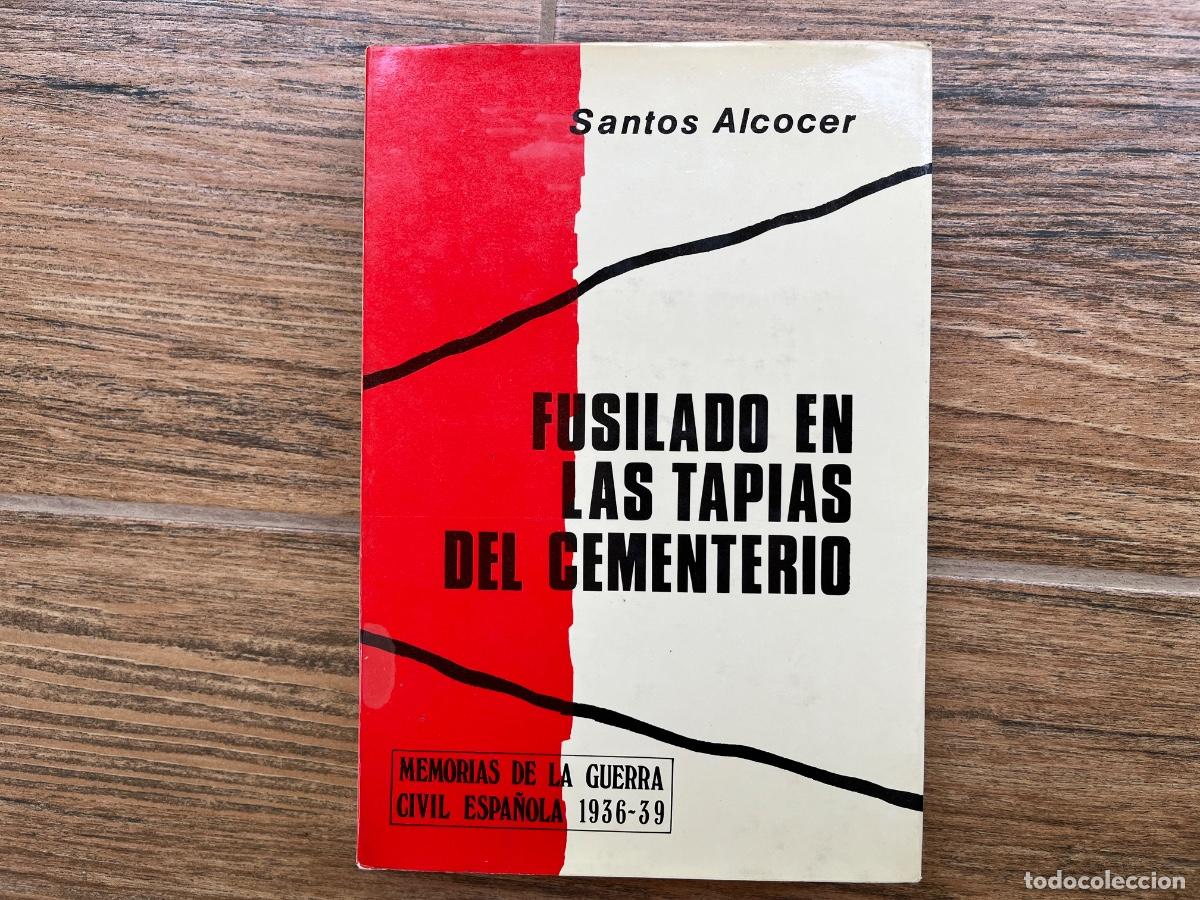 Santos Alcocer
FUSILADO EN
LAS TAPIAS
DEL CEMENTERIO
MEMORIAS DE LA GUERRA
CIVIL ESPAÑOLA 1936-39
todocoleccion